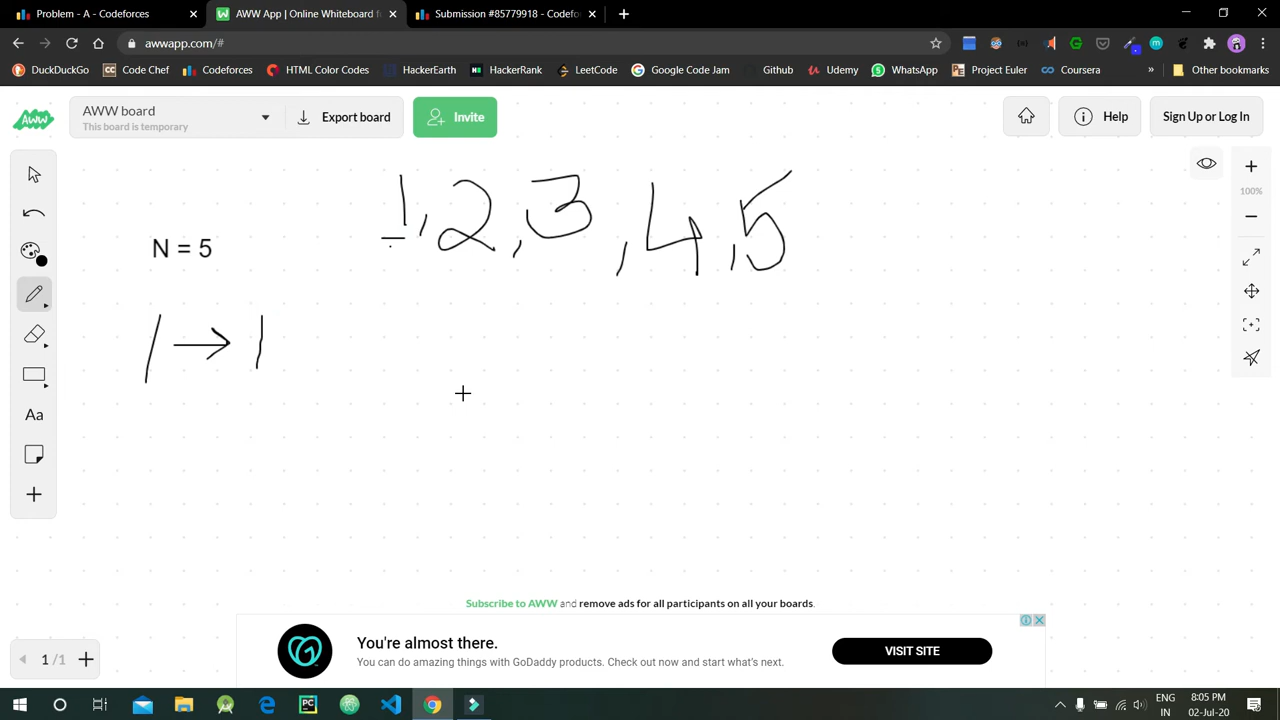 Problem - A - Codeforces
AWW App | Online Whiteboard f
Submission #85779918 - Codefor
awwapp.com/#
DuckDuckGo
Code Chef
Codeforces
HTML Color Codes
HackerEarth
HackerRank
LeetCode
Google Code Jam
Github
Udemy
WhatsApp
Project Euler
Coursera
»
Other bookmarks
AWW
AWW board
This board is temporary
Export board
Invite
Help
Sign Up or Log In
100%
1, 2, 3, 4, 5
N = 5
1 → 1
Aa
Subscribe to AWW and remove ads for all participants on all your boards.
You're almost there.
You can do amazing things with GoDaddy products. Check out now and start what's next.
VISIT SITE
1/1
ENG
IN
8:05 PM
02-Jul-20